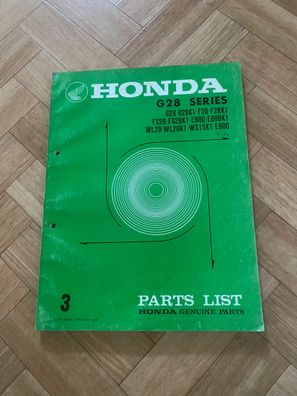 HONDA
G28 SERIES
G28·G28K1·F28·F28K1
FS28·FS28K1·E800·E800K1
WL20·WL20K1·WS15K1·E900
3
PARTS LIST
HONDA GENUINE PARTS